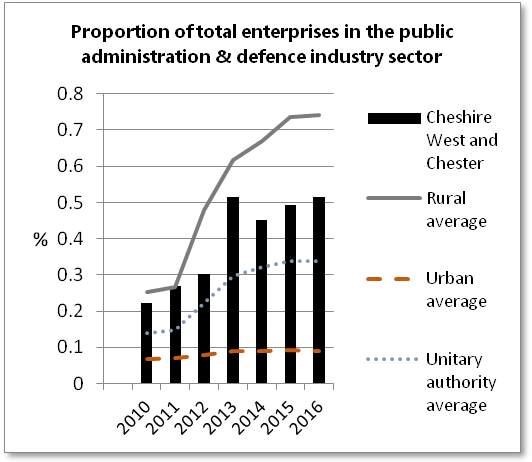 Proportion of total enterprises in the public
administration & defence industry sector
0.8
0.7
0.6
0.5
0.4
0.3
0.2
0.1
0
%
2010
2011
2012
2013
2014
2015
2016
Cheshire
West and
Chester
Rural
average
Urban
average
Unitary
authority
average